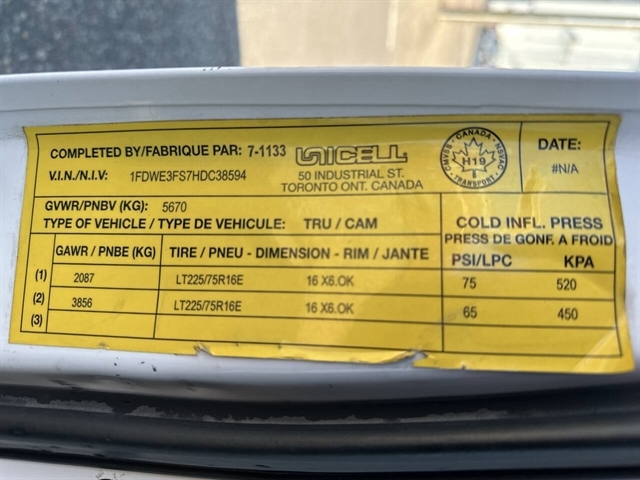 COMPLETED BY/FABRIQUE PAR: 7-1133
UNICELL
V.I.N./N.I.V: 1FDWE3FS7HDC38594
50 INDUSTRIAL ST.
TORONTO ONT. CANADA
CANADA
CMVSS
NSVAC
H19
TRANSPORT
DATE:
#N/A
GVWR/PNBV (KG): 5670
TYPE OF VEHICLE / TYPE DE VEHICULE: TRU / CAM
COLD INFL. PRESS
PRESS DE GONF. A FROID
GAWR / PNBE (KG) TIRE / PNEU - DIMENSION - RIM / JANTE PSI/LPC KPA
(1) 2087 LT225/75R16E 16 X6.OK 75 520
(2) 3856 LT225/75R16E 16 X6.OK 65 450
(3)